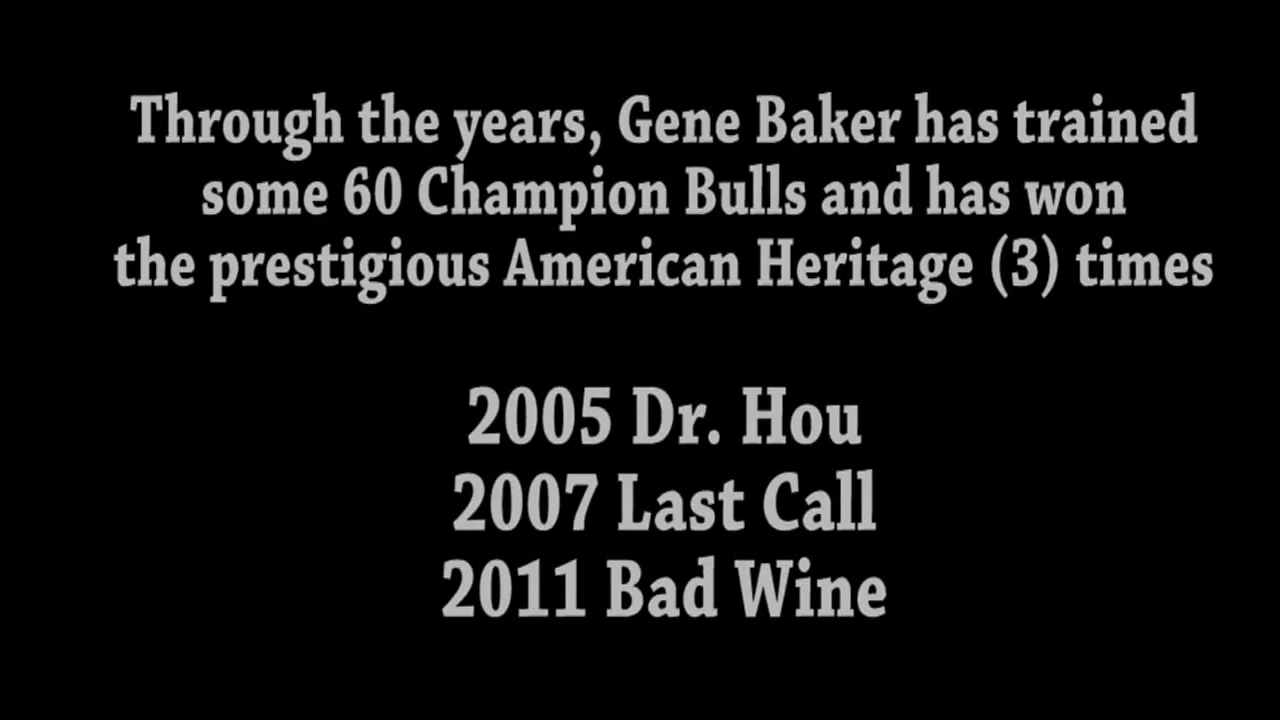 Through the years, Gene Baker has trained
some 60 Champion Bulls and has won
the prestigious American Heritage (3) times
2005 Dr. Hou
2007 Last Call
2011 Bad Wine